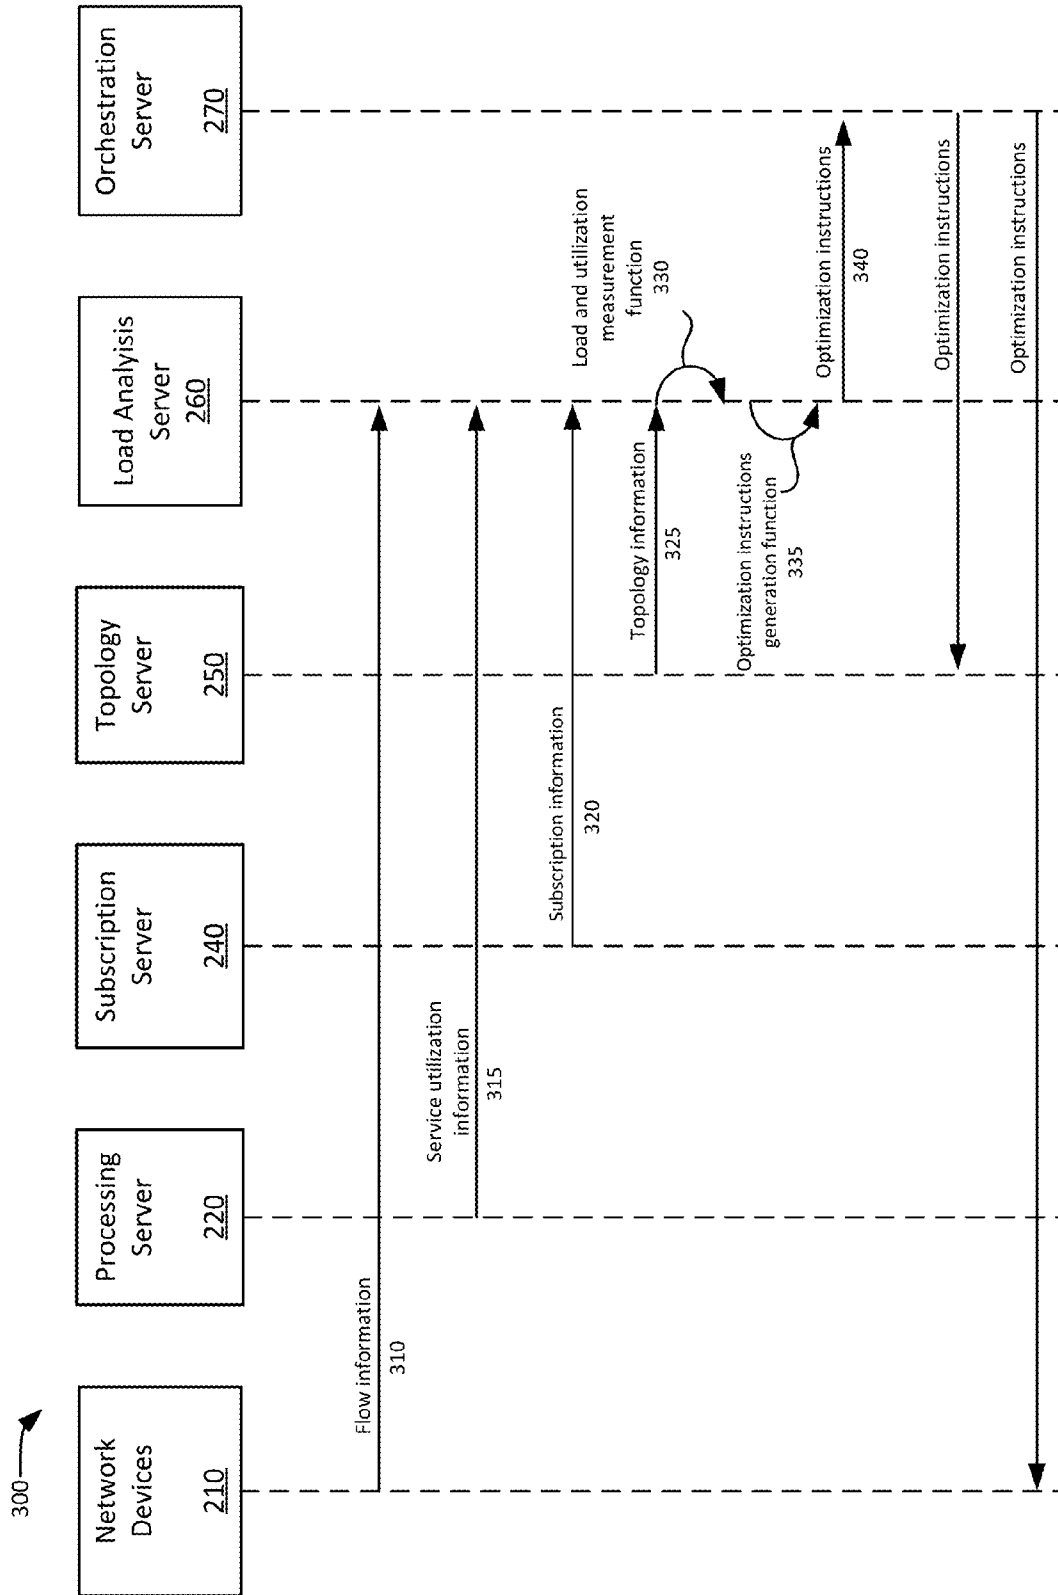 300
Network
Devices
210
Processing
Server
220
Subscription
Server
240
Topology
Server
250
Load Analyisis
Server
260
Orchestration
Server
270
Flow information
310
Service utilization
information
315
Subscription information
320
Topology information
325
Load and utilization
measurement
function
330
Optimization instructions
generation function
335
Optimization instructions
340
Optimization instructions
Optimization instructions